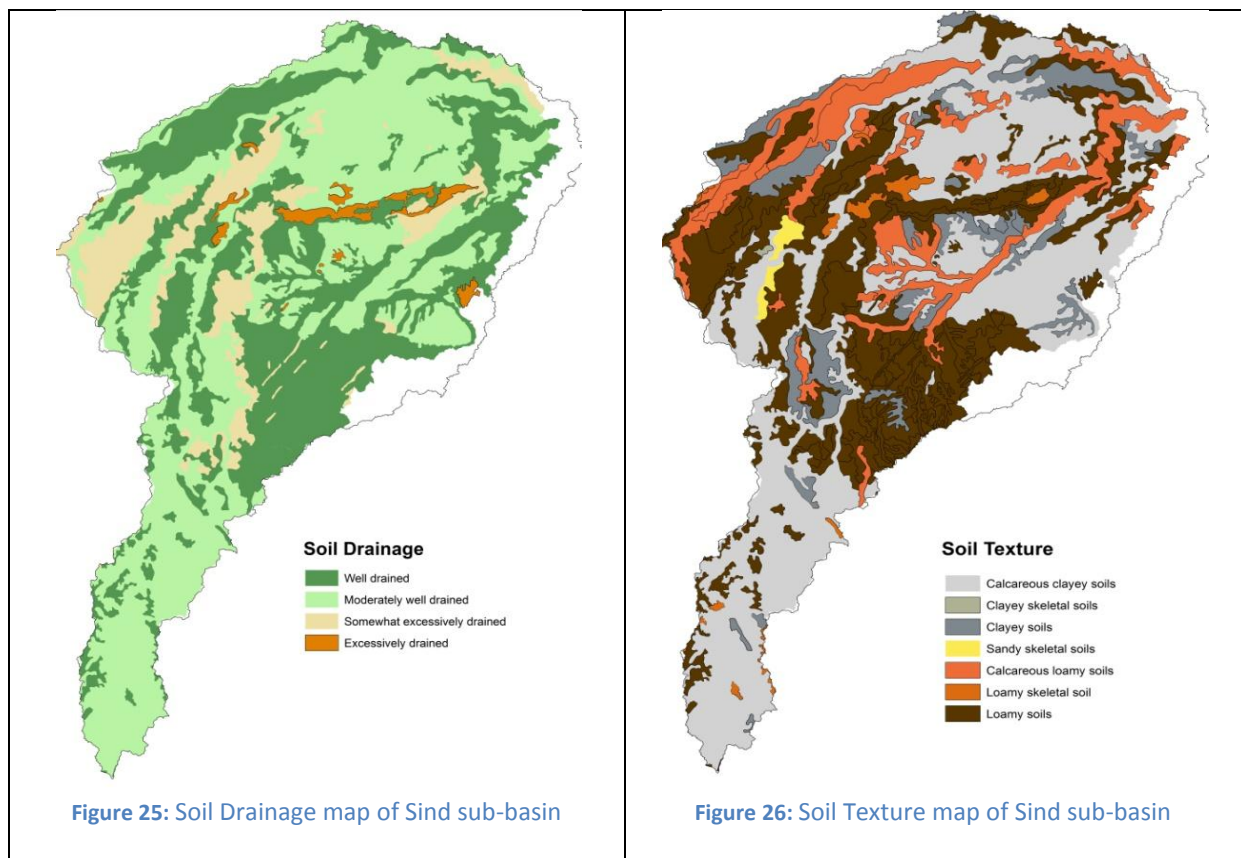 Soil Drainage
Well drained
Moderately well drained
Somewhat excessively drained
Excessively drained
Figure 25: Soil Drainage map of Sind sub-basin
Soil Texture
Calcareous clayey soils
Clayey skeletal soils
Clayey soils
Sandy skeletal soils
Calcareous loamy soils
Loamy skeletal soil
Loamy soils
Figure 26: Soil Texture map of Sind sub-basin